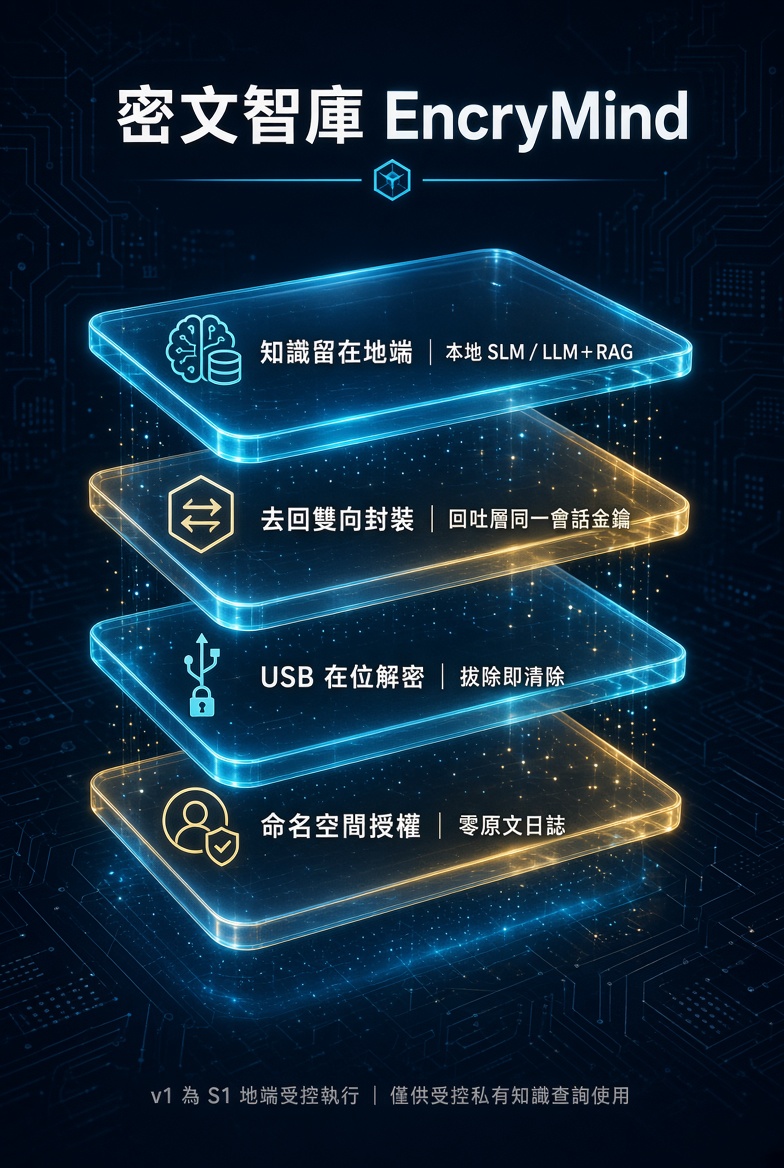 密文智庫 EncryMind
知識留在地端｜本地 SLM / LLM+RAG
去回雙向封裝｜回吐層同一會話金鑰
USB 在位解密｜拔除即清除
命名空間授權｜零原文日誌
v1 為 S1 地端受控執行｜僅供受控私有知識查詢使用